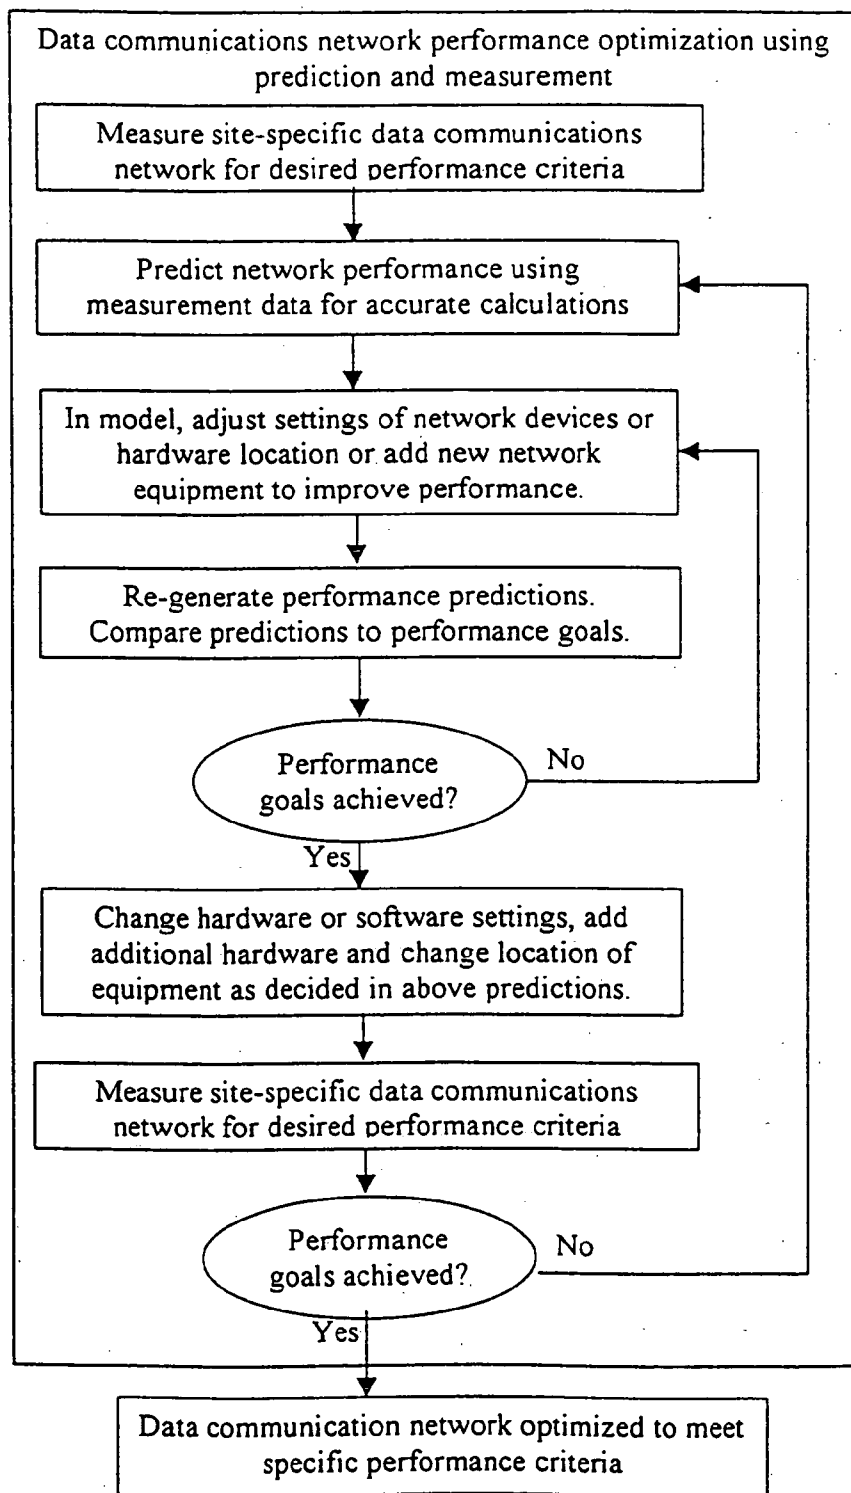 Data communications network performance optimization using
prediction and measurement
Measure site-specific data communications
network for desired performance criteria
Predict network performance using
measurement data for accurate calculations
In model, adjust settings of network devices or
hardware location or add new network
equipment to improve performance.
Re-generate performance predictions.
Compare predictions to performance goals.
Performance
goals achieved?
No
Yes
Change hardware or software settings, add
additional hardware and change location of
equipment as decided in above predictions.
Measure site-specific data communications
network for desired performance criteria
Performance
goals achieved?
No
Yes
Data communication network optimized to meet
specific performance criteria